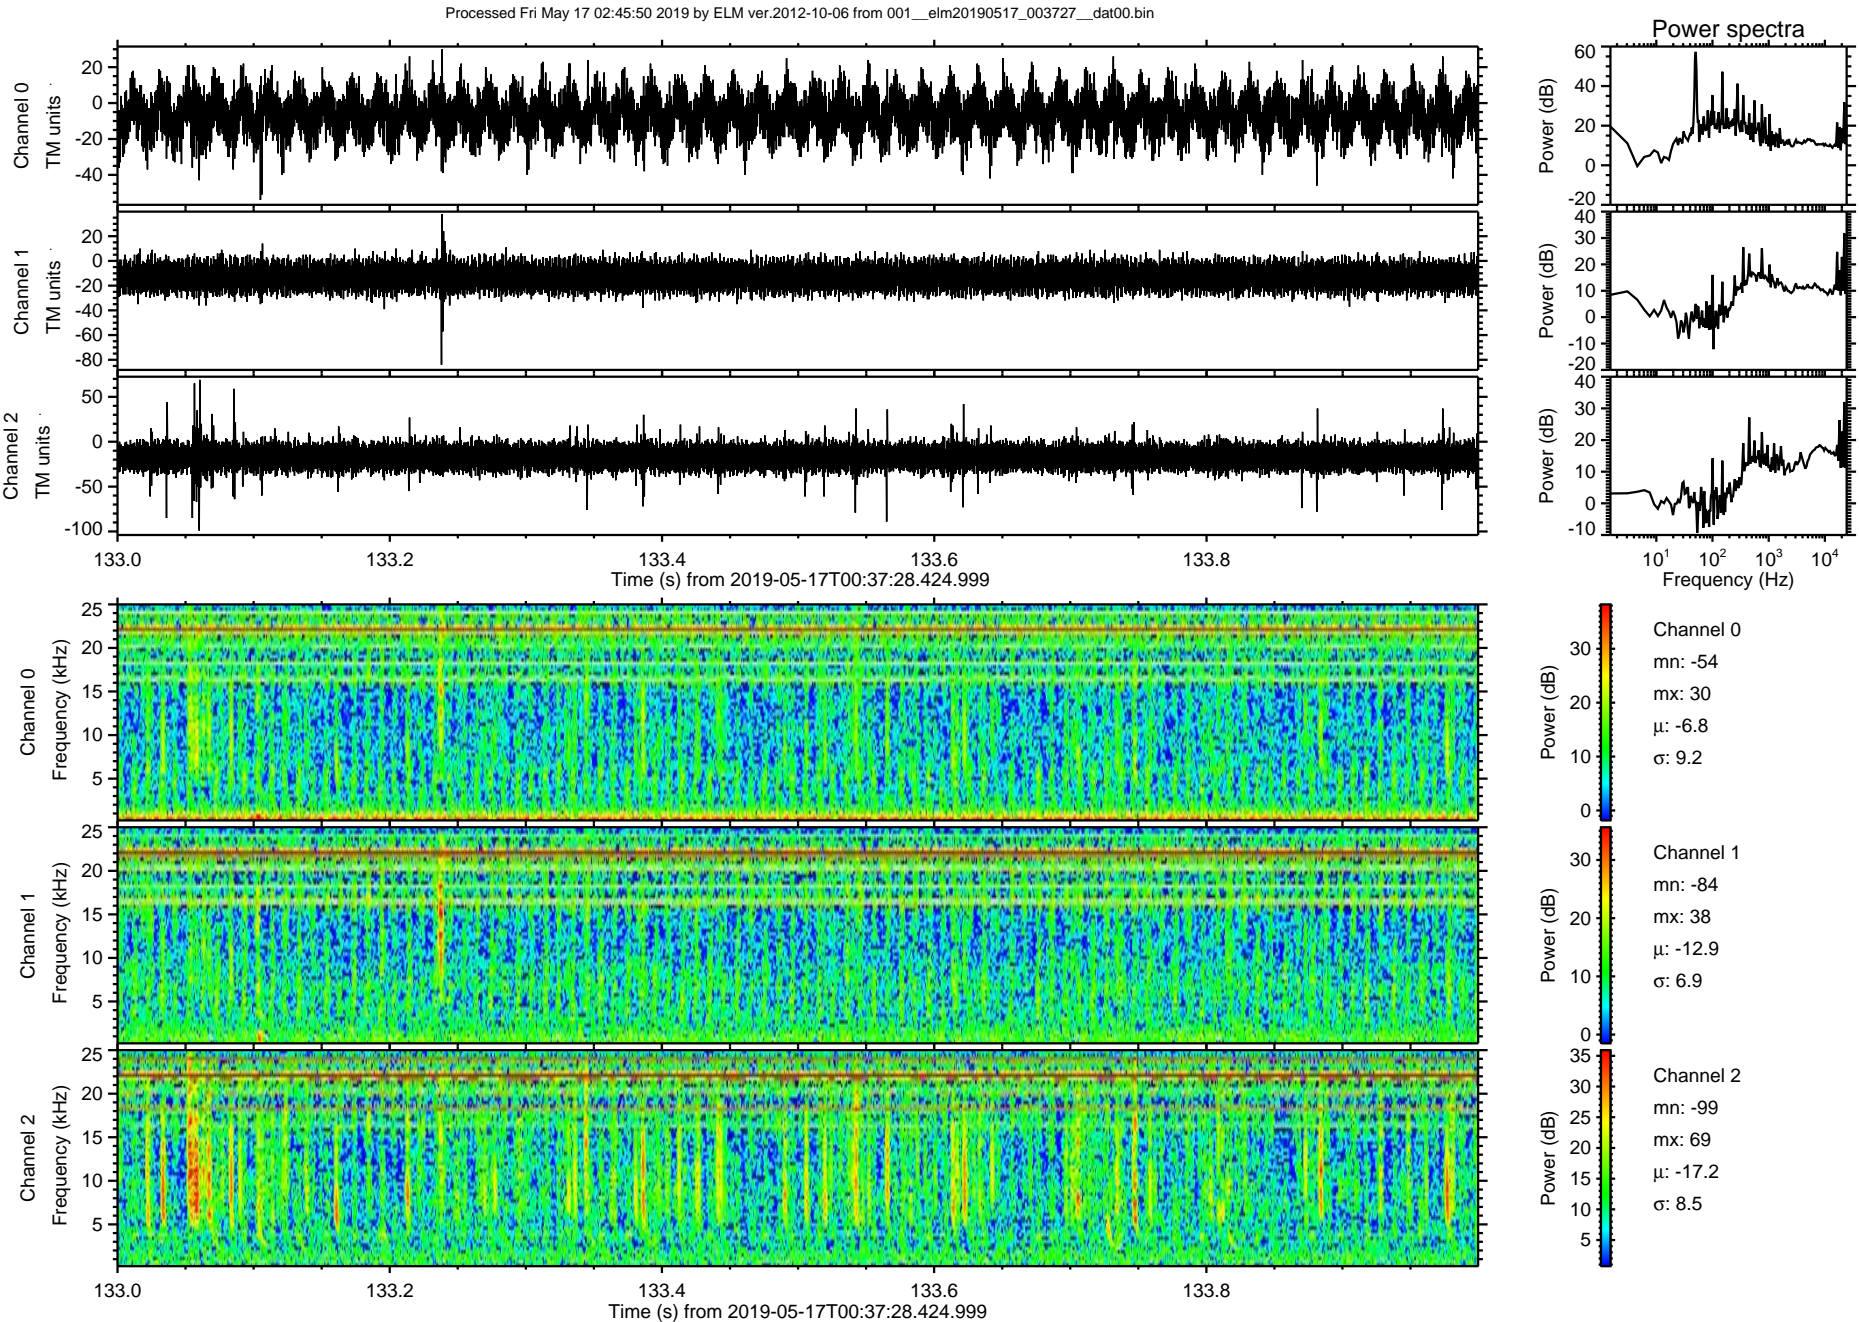 Processed Fri May 17 02:45:50 2019 by ELM ver.2012-10-06 from 001__elm20190517_003727__dat00.bin
Power spectra
Channel 0
TM units
20
0
-20
-40
Power (dB)
60
40
20
0
-20
Channel 1
TM units
20
0
-20
-40
-60
-80
Power (dB)
40
30
20
10
0
-10
-20
Channel 2
TM units
50
0
-50
-100
Power (dB)
40
30
20
10
0
-10
133.0 133.2 133.4 133.6 133.8
Time (s) from 2019-05-17T00:37:28.424.999
10¹ 10² 10³ 10⁴
Frequency (Hz)
Channel 0
Frequency (kHz)
25
20
15
10
5
Power (dB)
30
20
10
0
Channel 0
mn: -54
mx: 30
µ: -6.8
σ: 9.2
Channel 1
Frequency (kHz)
25
20
15
10
5
Power (dB)
30
20
10
0
Channel 1
mn: -84
mx: 38
µ: -12.9
σ: 6.9
Channel 2
Frequency (kHz)
25
20
15
10
5
Power (dB)
35
30
25
20
15
10
5
Channel 2
mn: -99
mx: 69
µ: -17.2
σ: 8.5
133.0 133.2 133.4 133.6 133.8
Time (s) from 2019-05-17T00:37:28.424.999